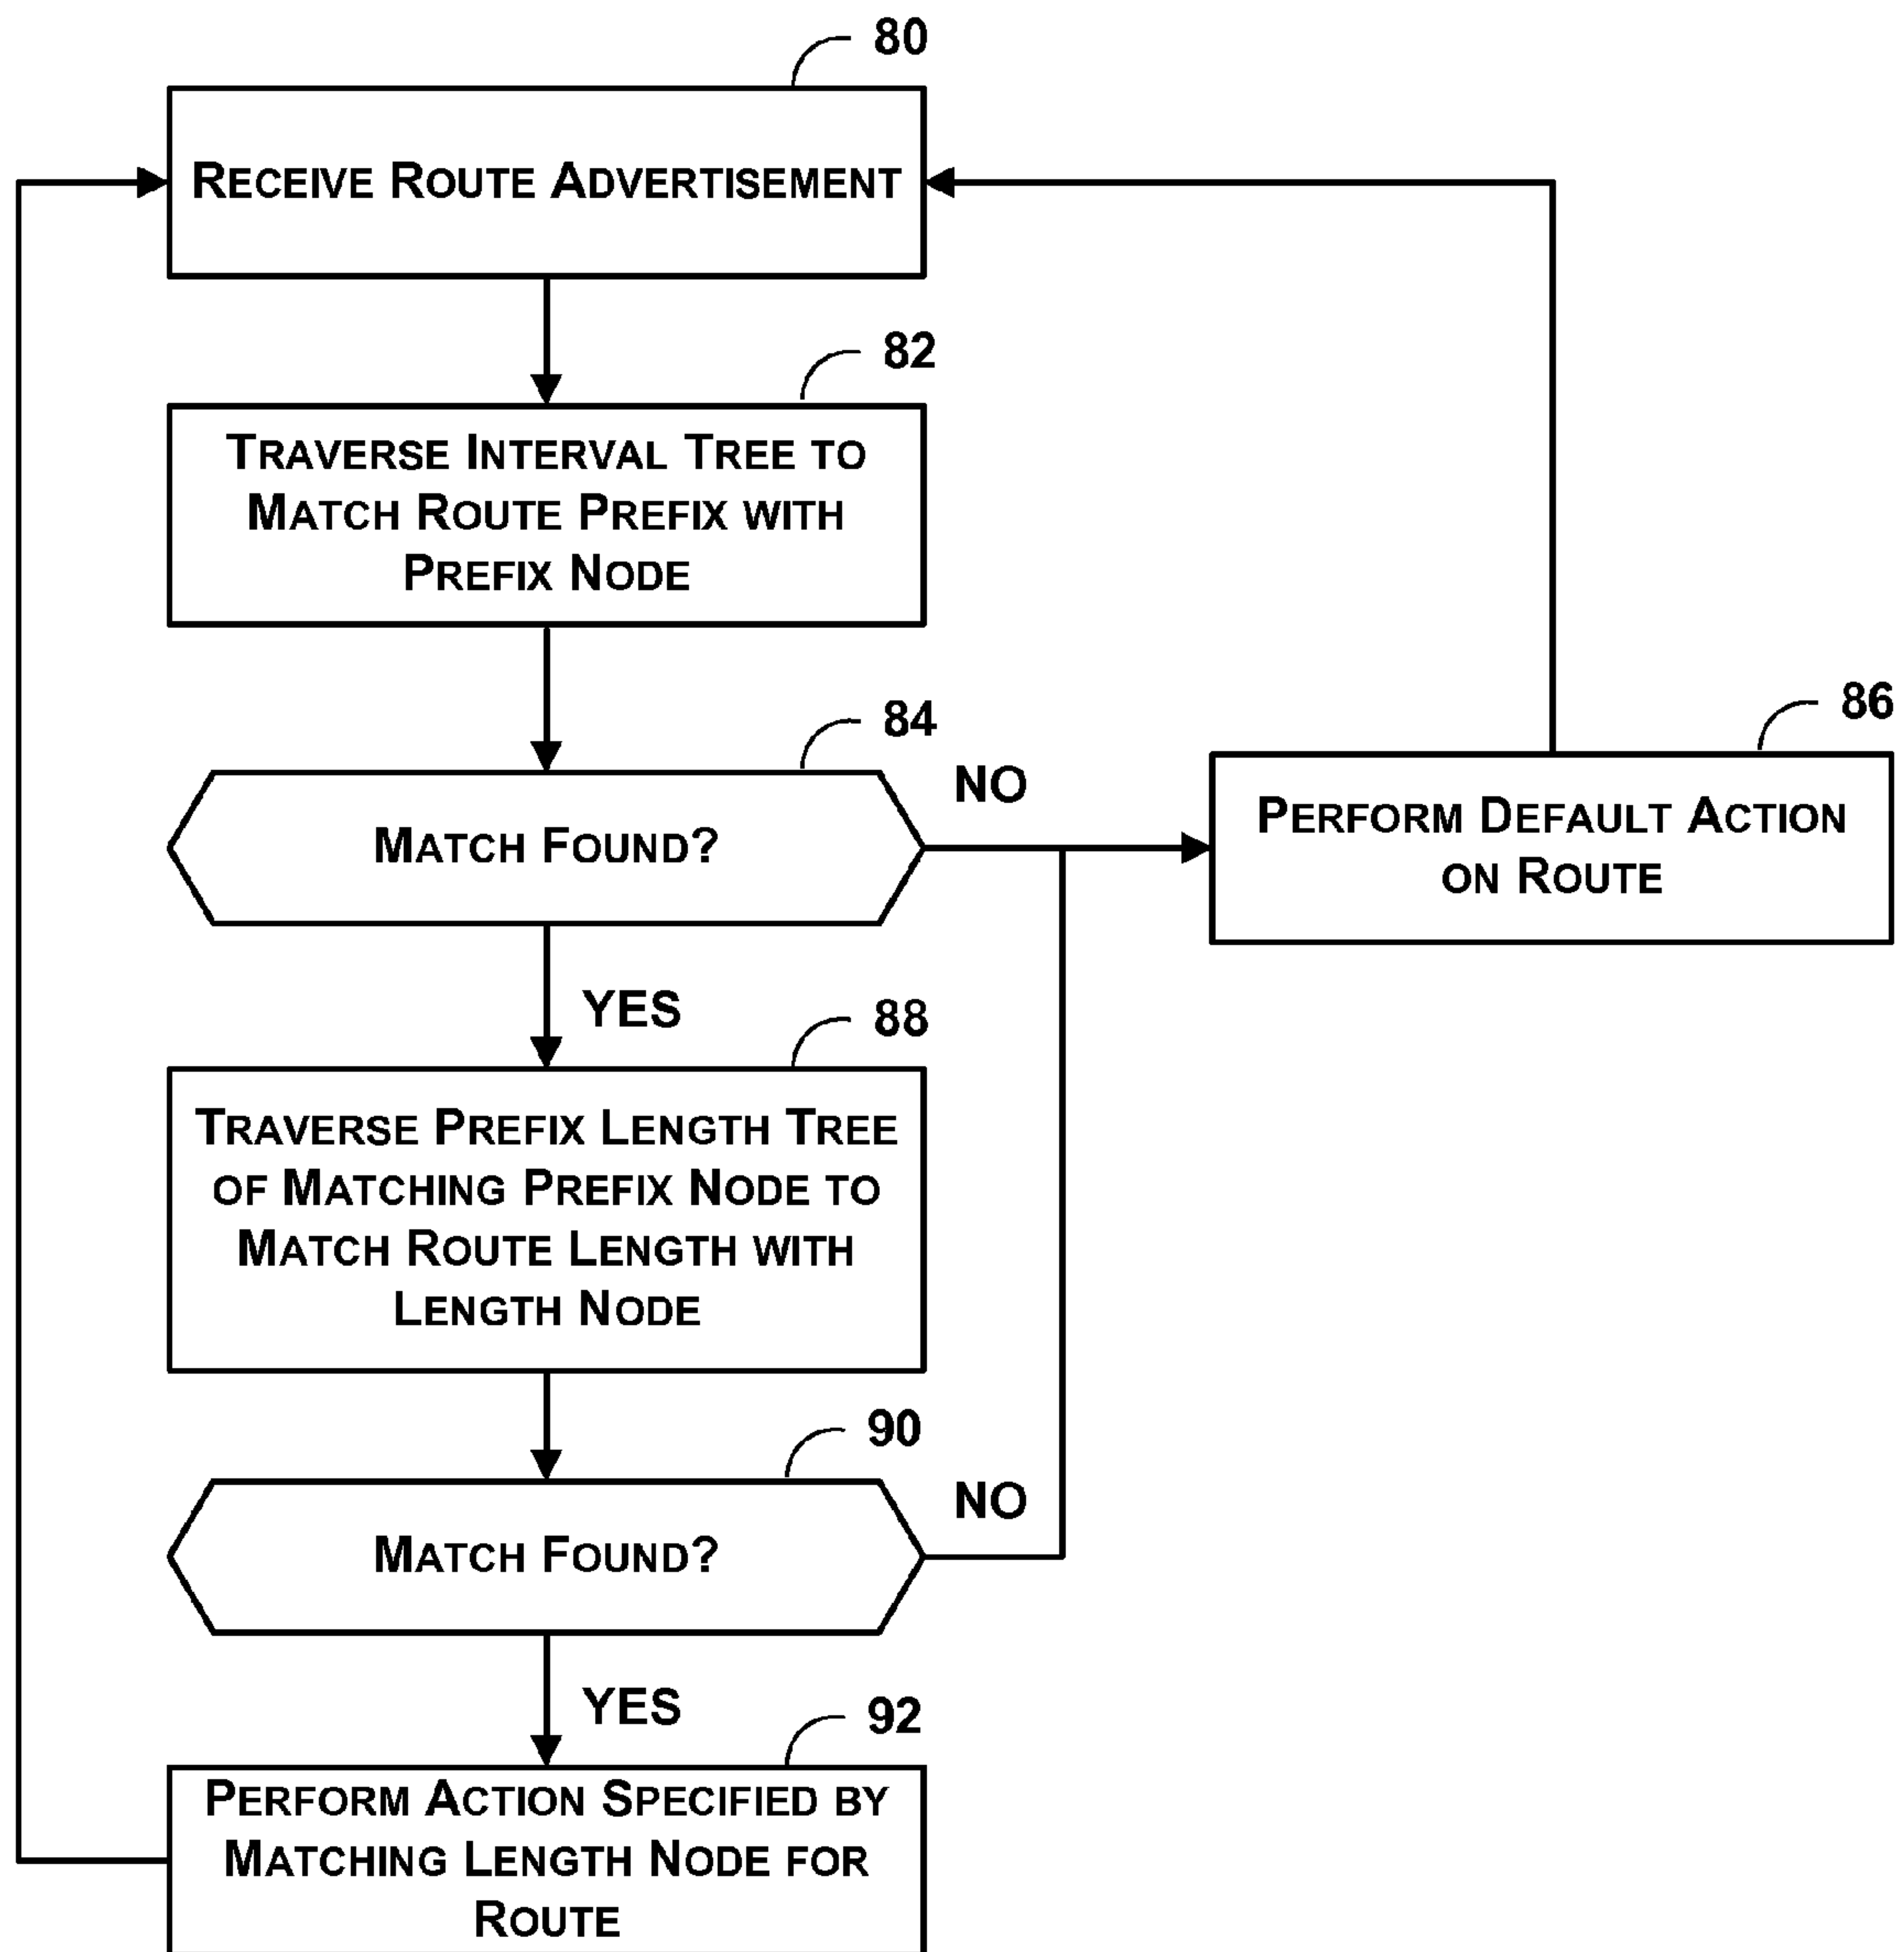 80
RECEIVE ROUTE ADVERTISEMENT
82
TRAVERSE INTERVAL TREE TO
MATCH ROUTE PREFIX WITH
PREFIX NODE
84
MATCH FOUND?
NO
86
PERFORM DEFAULT ACTION
ON ROUTE
YES
88
TRAVERSE PREFIX LENGTH TREE
OF MATCHING PREFIX NODE TO
MATCH ROUTE LENGTH WITH
LENGTH NODE
90
MATCH FOUND?
NO
YES
92
PERFORM ACTION SPECIFIED BY
MATCHING LENGTH NODE FOR
ROUTE